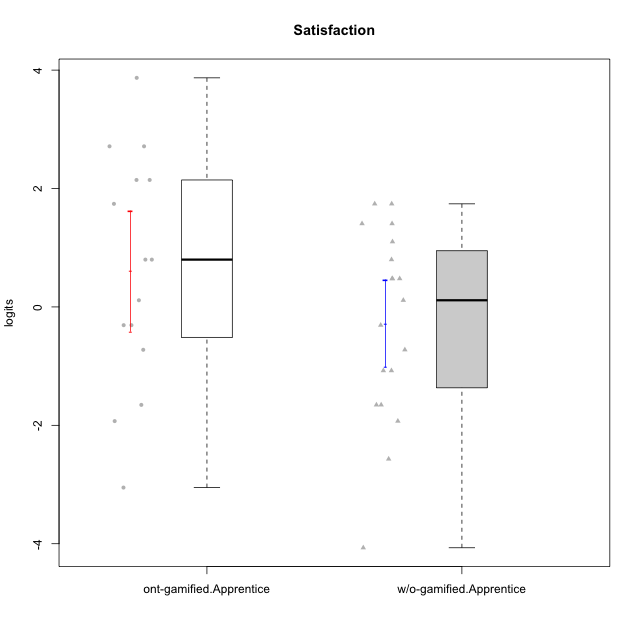 Satisfaction
4
2
0
-2
-4
logits
ont-gamified.Apprentice
w/o-gamified.Apprentice